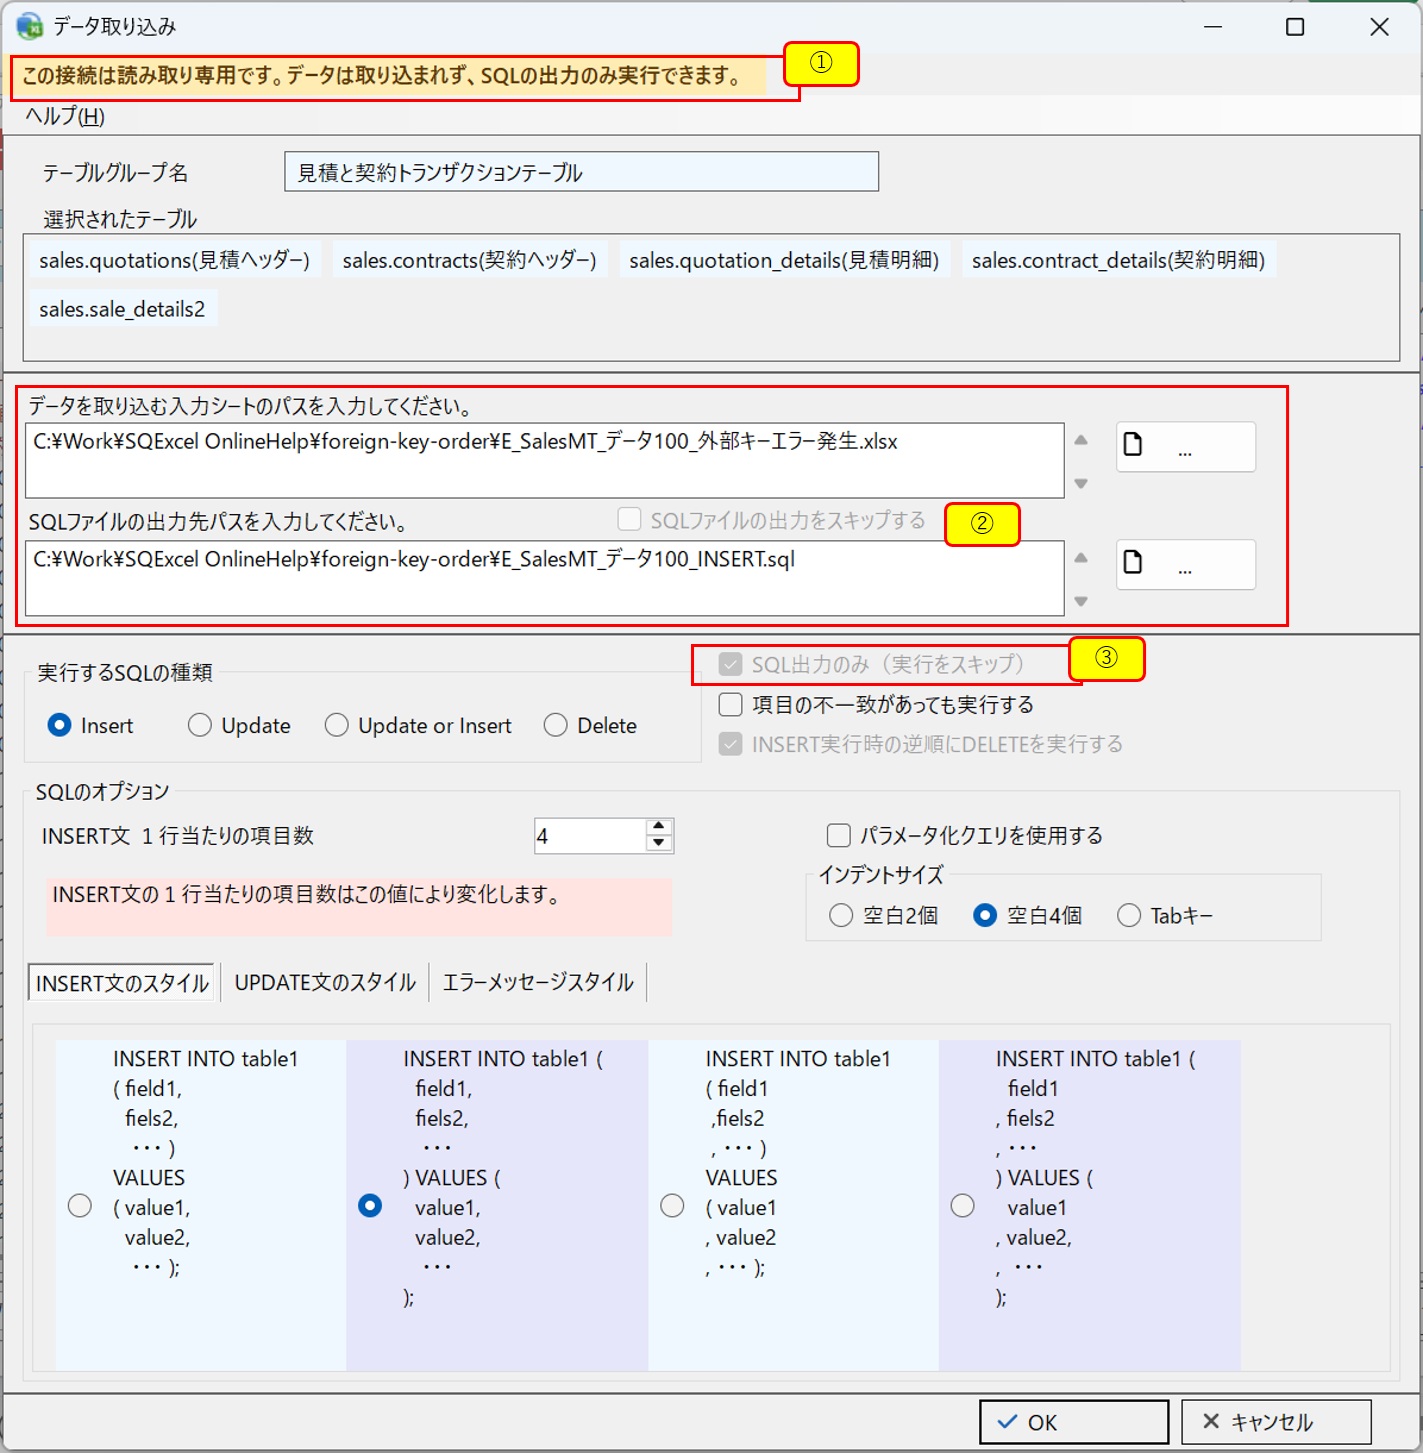 データ取り込み
この接続は読み取り専用です。データは取り込まれず、SQLの出力のみ実行できます。
①
ヘルプ(H)
テーブルグループ名
見積と契約トランザクションテーブル
選択されたテーブル
sales.quotations(見積ヘッダー) sales.contracts(契約ヘッダー) sales.quotation_details(見積明細) sales.contract_details(契約明細)
sales.sale_details2
データを取り込む入力シートのパスを入力してください。
C:¥Work¥SQExcel OnlineHelp¥foreign-key-order¥E_SalesMT_データ100_外部キーエラー発生.xlsx
...
SQLファイルの出力先パスを入力してください。
SQLファイルの出力をスキップする
②
C:¥Work¥SQExcel OnlineHelp¥foreign-key-order¥E_SalesMT_データ100_INSERT.sql
...
実行するSQLの種類
Insert Update Update or Insert Delete
SQL出力のみ（実行をスキップ）
③
項目の不一致があっても実行する
INSERT実行時の逆順にDELETEを実行する
SQLのオプション
INSERT文 １行当たりの項目数
4
INSERT文の１行当たりの項目数はこの値により変化します。
パラメータ化クエリを使用する
インデントサイズ
空白2個 空白4個 Tabキー
INSERT文のスタイル UPDATE文のスタイル エラーメッセージスタイル
INSERT INTO table1
( field1,
fiels2,
・・・ )
VALUES
( value1,
value2,
・・・ );
INSERT INTO table1 (
field1,
fiels2,
・・・
) VALUES (
value1,
value2,
・・・
);
INSERT INTO table1
( field1
,fiels2
, ・・・ )
VALUES
( value1
, value2
, ・・・ );
INSERT INTO table1 (
field1
, fiels2
, ・・・
) VALUES (
value1
, value2,
, ・・・
);
OK
キャンセル